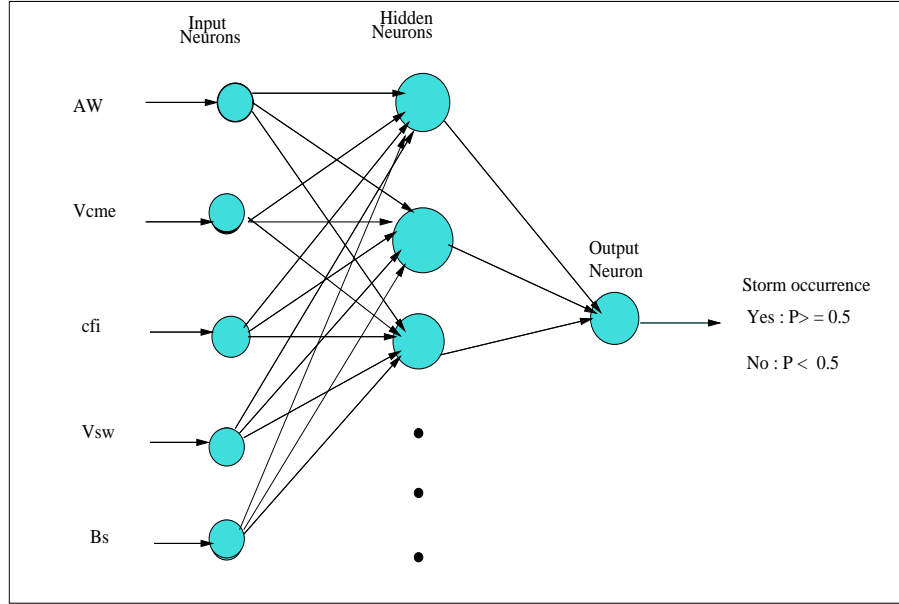 Input
Neurons
Hidden
Neurons
AW
Vcme
cfi
Vsw
Bs
Output
Neuron
Storm occurrence
Yes : P> = 0.5
No : P < 0.5